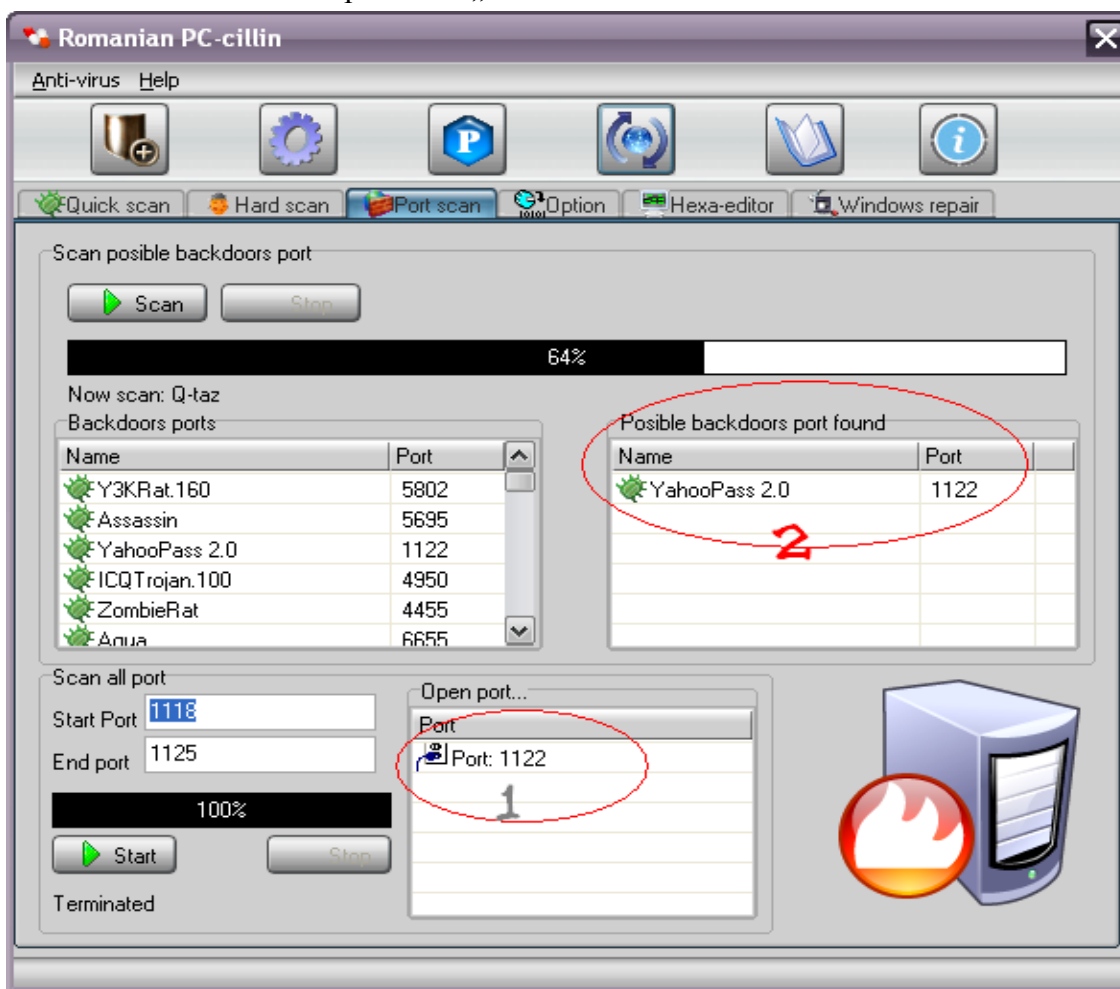 Romanian PC-cillin
Anti-virus Help
P
i
Quick scan Hard scan Port scan Option Hexa-editor Windows repair
Scan posible backdoors port
Scan Stop
64%
Now scan: Q-taz
Backdoors ports
Name Port
Y3KRat.160 5802
Assassin 5695
YahooPass 2.0 1122
ICQTrojan.100 4950
ZombieRat 4455
Aqua 6655
Posible backdoors port found
Name Port
YahooPass 2.0 1122
2
Scan all port
Start Port 1118
End port 1125
100%
Start Stop
Terminated
Open port...
Port
Port: 1122
1